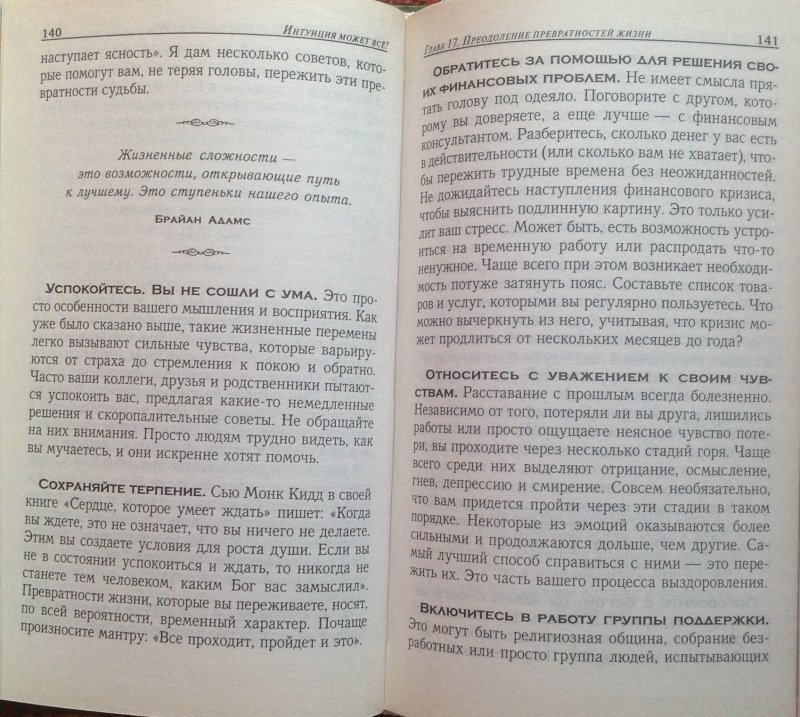 140
Интуиция может все!
наступает ясность». Я дам несколько советов, кото-
рые помогут вам, не теряя головы, пережить эти пре-
вратности судьбы.
Жизненные сложности —
это возможности, открывающие путь
к лучшему. Это ступеньки нашего опыта.
Брайан Адамс
Успокойтесь. Вы не сошли с ума. Это про-
сто особенности вашего мышления и восприятия. Как
уже было сказано выше, такие жизненные перемены
легко вызывают сильные чувства, которые варьиру-
ются от страха до стремления к покою и обратно.
Часто ваши коллеги, друзья и родственники пытают-
ся успокоить вас, предлагая какие-то немедленные
решения и скоропалительные советы. Не обращайте
на них внимания. Просто людям трудно видеть, как
вы мучаетесь, и они искренне хотят помочь.
Сохраняйте терпение. Сью Монк Кидд в своей
книге «Сердце, которое умеет ждать» пишет: «Когда
вы ждете, это не означает, что вы ничего не делаете.
Этим вы создаете условия для роста души. Если вы
не в состоянии успокоиться и ждать, то никогда не
станете тем человеком, каким Бог вас замыслил».
Превратности жизни, которые вы переживаете, носят,
по всей вероятности, временный характер. Почаще
произносите мантру: «Все проходит, пройдет и это».
Глава 17. Преодоление превратностей жизни
141
Обратитесь за помощью для решения сво-
их финансовых проблем. Не имеет смысла пря-
тать голову под одеяло. Поговорите с другом, кото-
рому вы доверяете, а еще лучше — с финансовым
консультантом. Разберитесь, сколько денег у вас есть
в действительности (или сколько вам не хватает), что-
бы пережить трудные времена без неожиданностей.
Не дожидайтесь наступления финансового кризиса,
чтобы выяснить подлинную картину. Это только уси-
лит ваш стресс. Может быть, есть возможность устро-
иться на временную работу или распродать что-то
ненужное. Чаще всего при этом возникает необходи-
мость потуже затянуть пояс. Составьте список това-
ров и услуг, которыми вы регулярно пользуетесь. Что
можно вычеркнуть из него, учитывая, что кризис мо-
жет продлиться от нескольких месяцев до года?
Относитесь с уважением к своим чув-
ствам. Расставание с прошлым всегда болезненно.
Независимо от того, потеряли ли вы друга, лишились
работы или просто ощущаете неясное чувство поте-
ри, вы проходите через несколько стадий горя. Чаще
всего среди них выделяют отрицание, осмысление,
гнев, депрессию и смирение. Совсем необязательно,
что вам придется пройти через эти стадии в таком
порядке. Некоторые из эмоций оказываются более
сильными и продолжаются дольше, чем другие. Са-
мый лучший способ справиться с ними — это пере-
жить их. Это часть вашего процесса выздоровления.
Включитесь в работу группы поддержки.
Это могут быть религиозная община, собрание без-
работных или просто группа людей, испытывающих